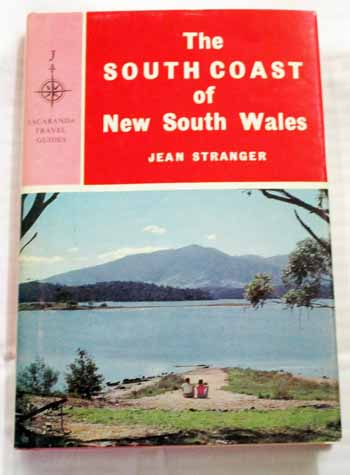 J
JACARANDA
TRAVEL
GUIDES
The
SOUTH COAST
of
New South Wales
JEAN STRANGER